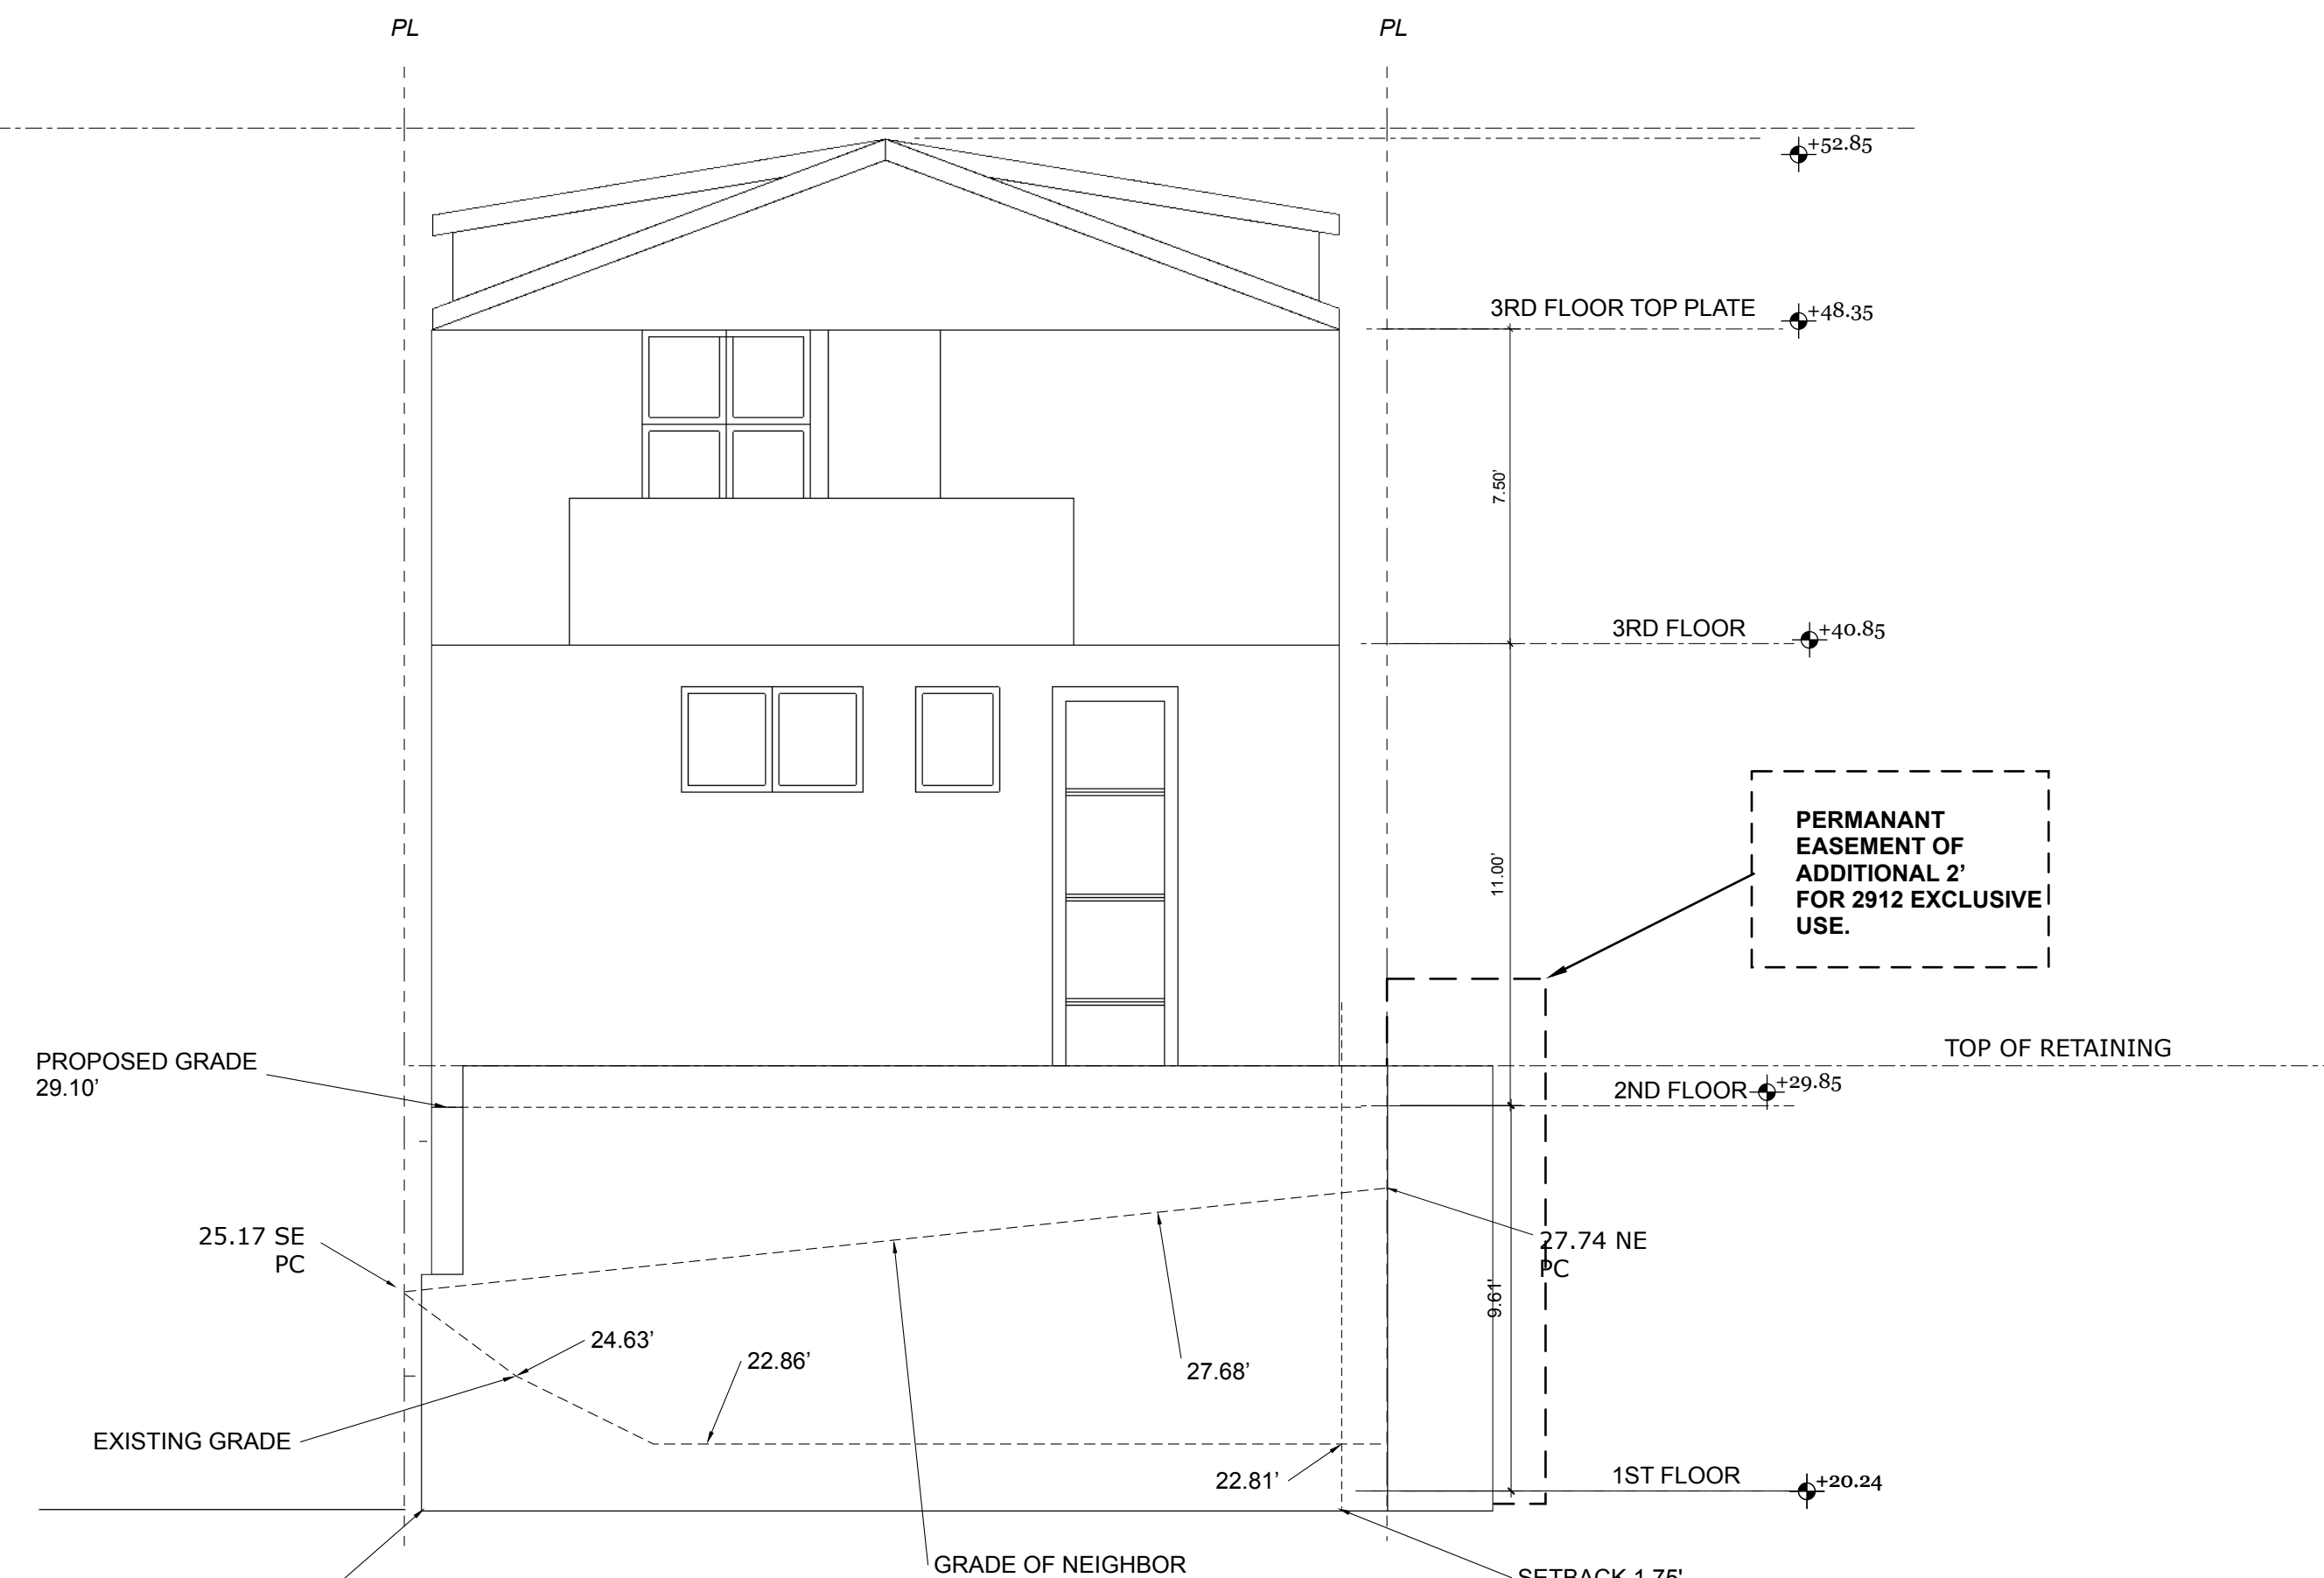 PL
PL
+52.85
3RD FLOOR TOP PLATE
+48.35
7.50’
3RD FLOOR
+40.85
PERMANANT
EASEMENT OF
ADDITIONAL 2’
FOR 2912 EXCLUSIVE
USE.
11.00’
TOP OF RETAINING
PROPOSED GRADE
29.10’
2ND FLOOR
+29.85
25.17 SE
PC
27.74 NE
PC
9.61’
24.63’
22.86’
27.68’
EXISTING GRADE
22.81’
1ST FLOOR
+20.24
GRADE OF NEIGHBOR
SETBACK 1.75'